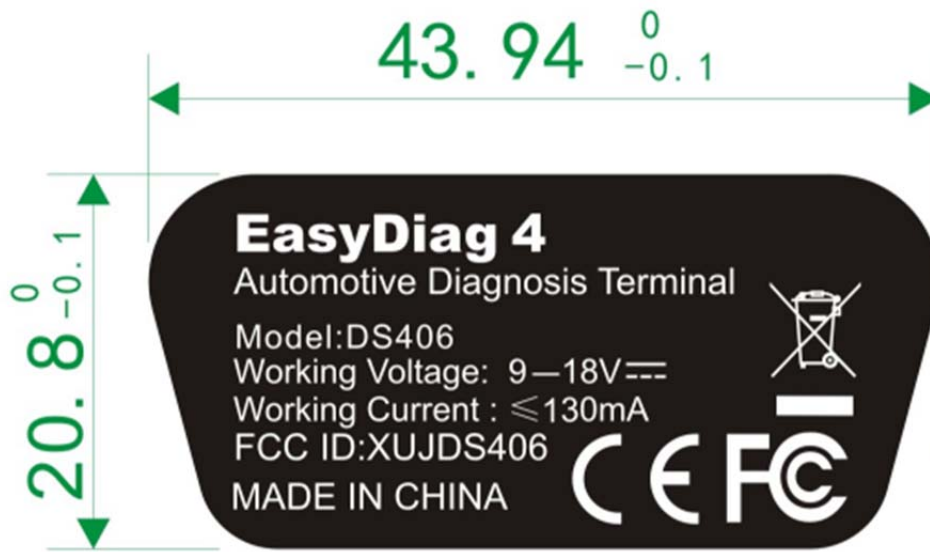 43.94 0 -0.1
20.8 0 -0.1
EasyDiag 4
Automotive Diagnosis Terminal
Model:DS406
Working Voltage: 9—18V⎓
Working Current : ≤130mA
FCC ID:XUJDS406
MADE IN CHINA
CE FCC